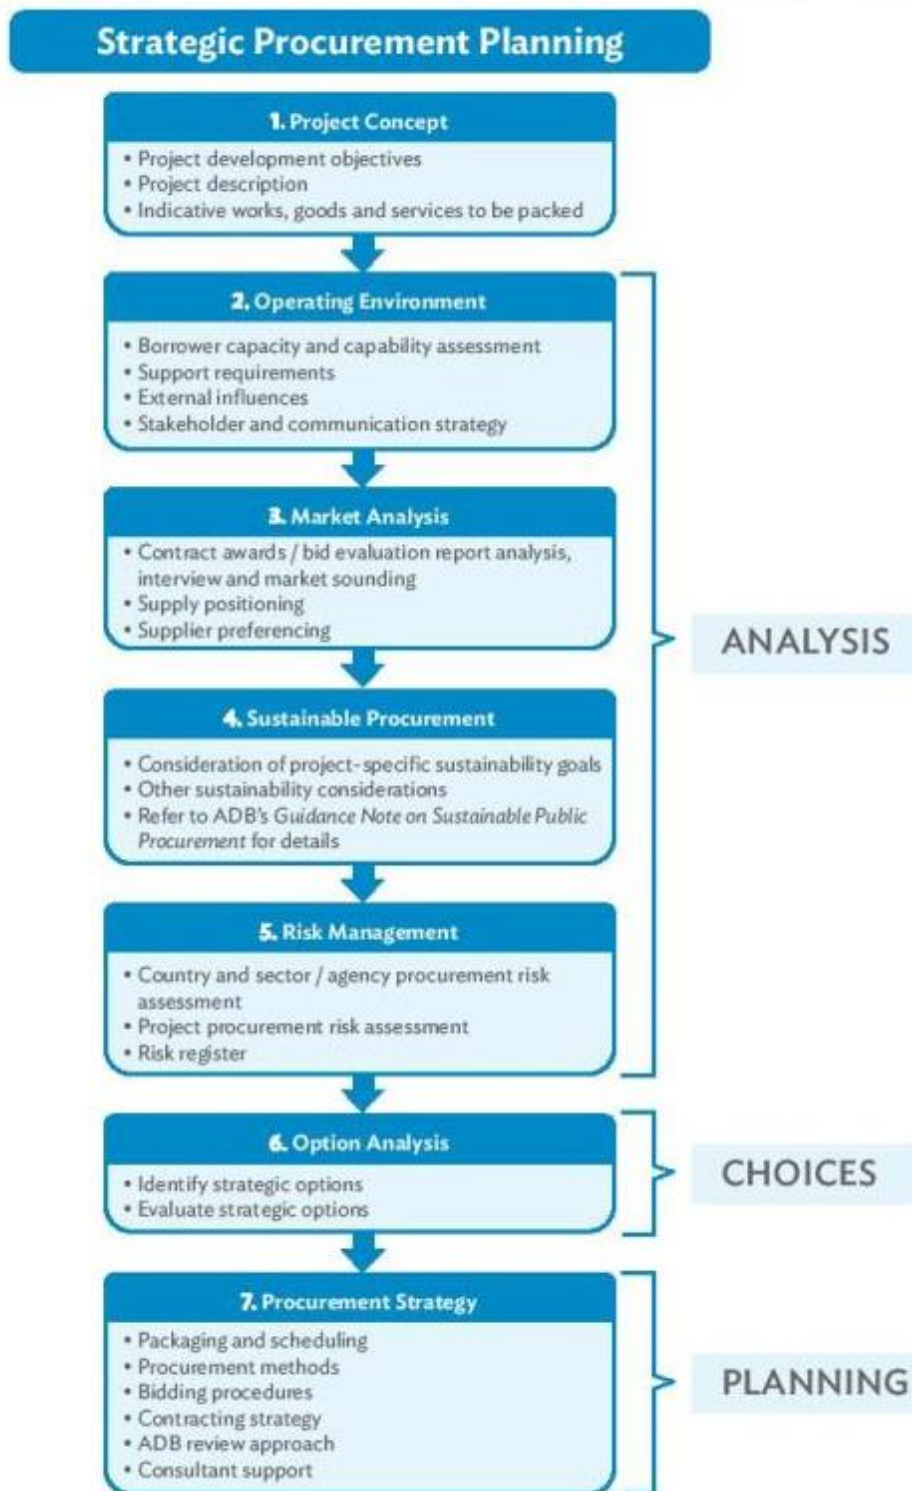 Strategic Procurement Planning
1. Project Concept
• Project development objectives
• Project description
• Indicative works, goods and services to be packed
2. Operating Environment
• Borrower capacity and capability assessment
• Support requirements
• External influences
• Stakeholder and communication strategy
3. Market Analysis
• Contract awards / bid evaluation report analysis,
interview and market sounding
• Supply positioning
• Supplier preferencing
4. Sustainable Procurement
• Consideration of project-specific sustainability goals
• Other sustainability considerations
• Refer to ADB's Guidance Note on Sustainable Public
Procurement for details
5. Risk Management
• Country and sector / agency procurement risk
assessment
• Project procurement risk assessment
• Risk register
ANALYSIS
6. Option Analysis
• Identify strategic options
• Evaluate strategic options
CHOICES
7. Procurement Strategy
• Packaging and scheduling
• Procurement methods
• Bidding procedures
• Contracting strategy
• ADB review approach
• Consultant support
PLANNING